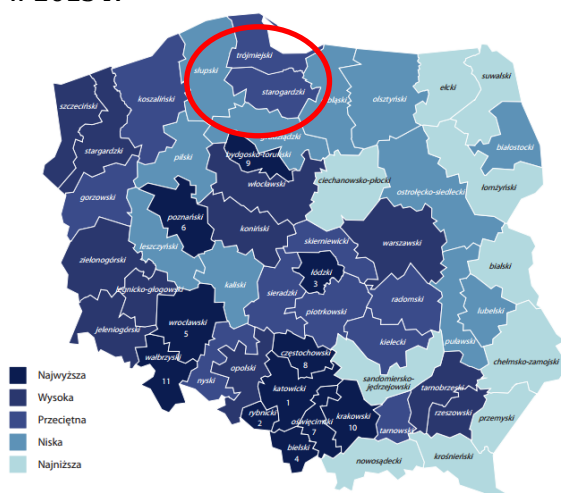 trójmiejski
słupski
suwalski
ełcki
koszaliński
starogardzki
olsztyński
szczeciński
białostocki
stargardzki
pilski
bydgosko-toruński
9
ciechanowsko-płocki
ostrołęcko-siedlecki
łomżyński
włocławski
gorzowski
poznański
6
koniński
skierniewicki
warszawski
leszczyński
zielonogórski
bialski
łódzki
3
kaliski
sieradzki
radomski
legnicko-głogowski
piotrkowski
lubelski
wrocławski
5
jeleniogórski
kielecki
puławski
wałbrzyski
11
częstochowski
8
chełmsko-zamojski
opolski
nyski
sandomiersko-
jędrzejowski
tarnobrzeski
katowicki
1
rzeszowski
rybnicki
2
oświęcimski
7
krakowski
10
tarnowski
przemyski
bielski
4
nowosądecki
krośnieński
Najwyższa
Wysoka
Przeciętna
Niska
Najniższa